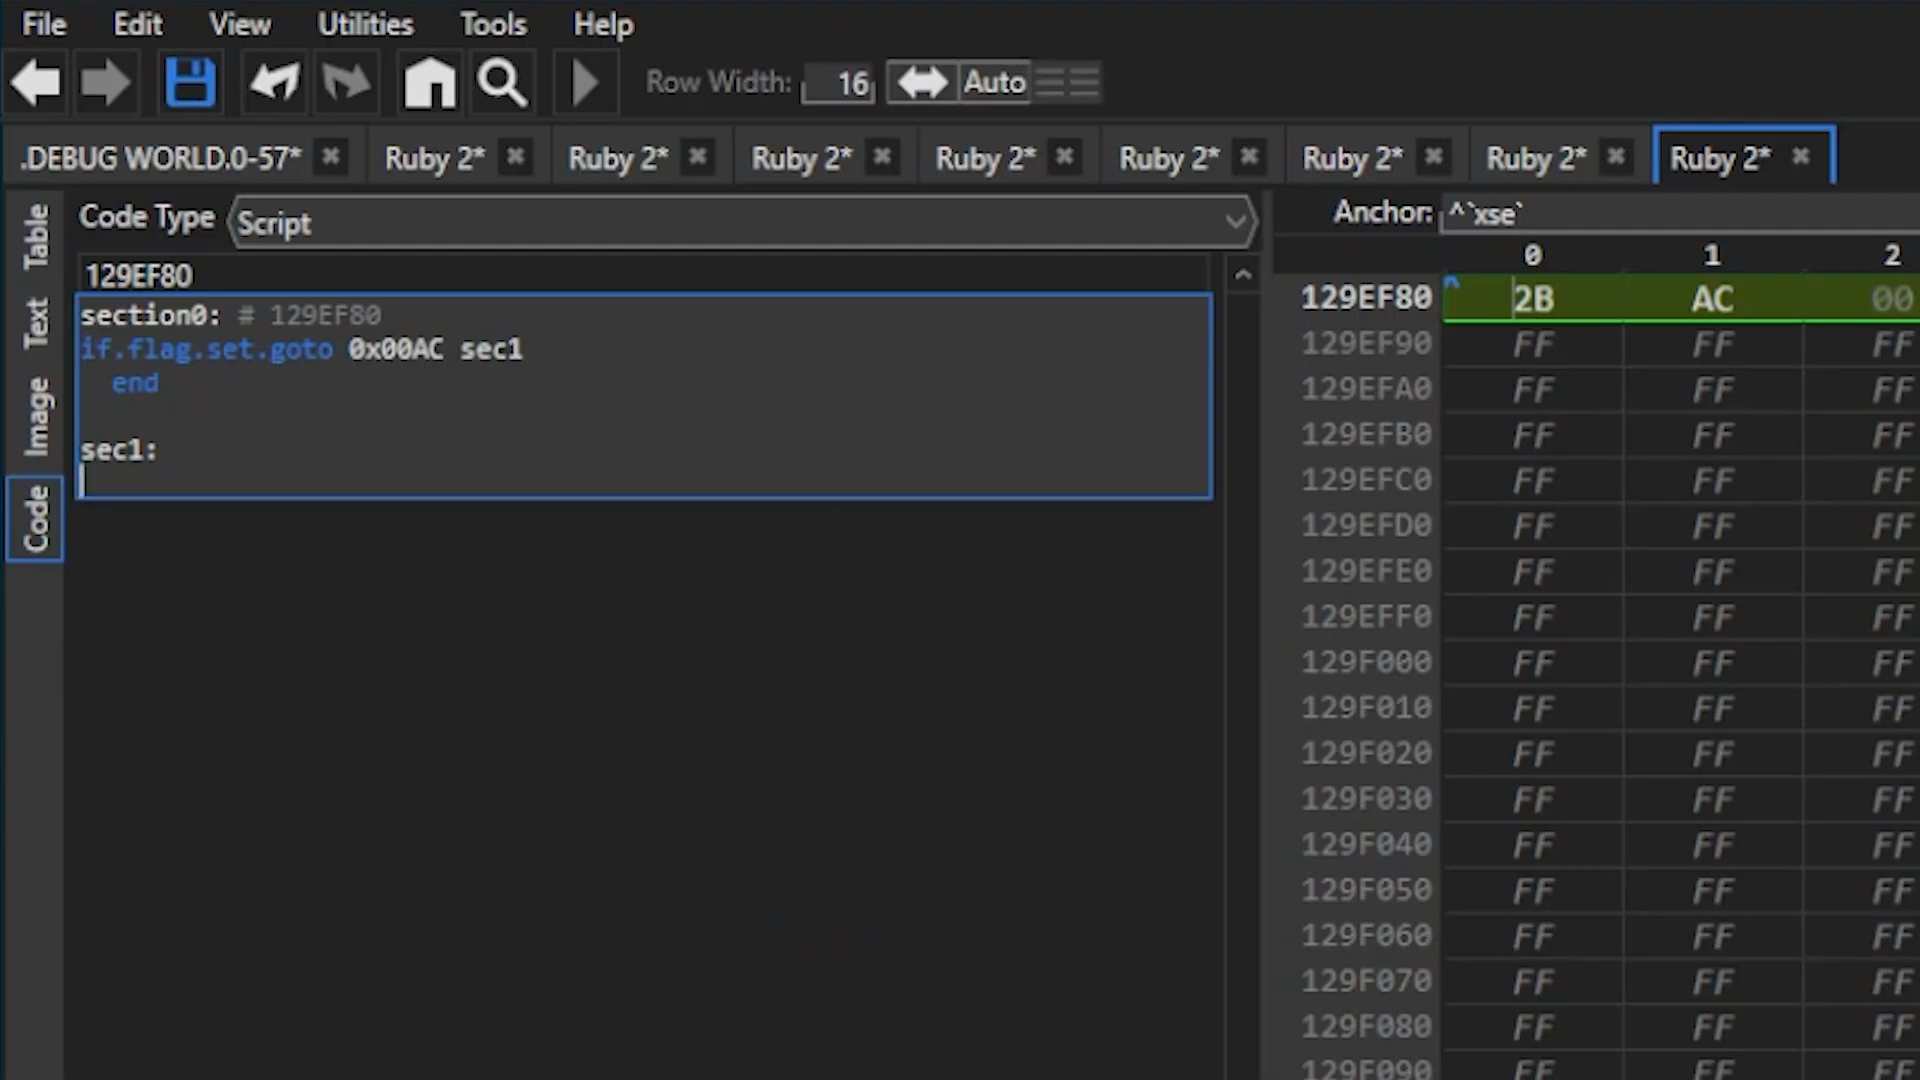 File Edit View Utilities Tools Help
Row Width: 16 Auto
.DEBUG WORLD.0-57* Ruby 2* Ruby 2* Ruby 2* Ruby 2* Ruby 2* Ruby 2* Ruby 2* Ruby 2*
Table
Text
Image
Code
Code Type Script
129EF80
section0: # 129EF80
if.flag.set.goto 0x00AC sec1
end
sec1:
Anchor: ^`xse`
0 1 2
129EF80 2B AC 00
129EF90 FF FF FF
129EFA0 FF FF FF
129EFB0 FF FF FF
129EFC0 FF FF FF
129EFD0 FF FF FF
129EFE0 FF FF FF
129EFF0 FF FF FF
129F000 FF FF FF
129F010 FF FF FF
129F020 FF FF FF
129F030 FF FF FF
129F040 FF FF FF
129F050 FF FF FF
129F060 FF FF FF
129F070 FF FF FF
129F080 FF FF FF
129F090 FF FF FF